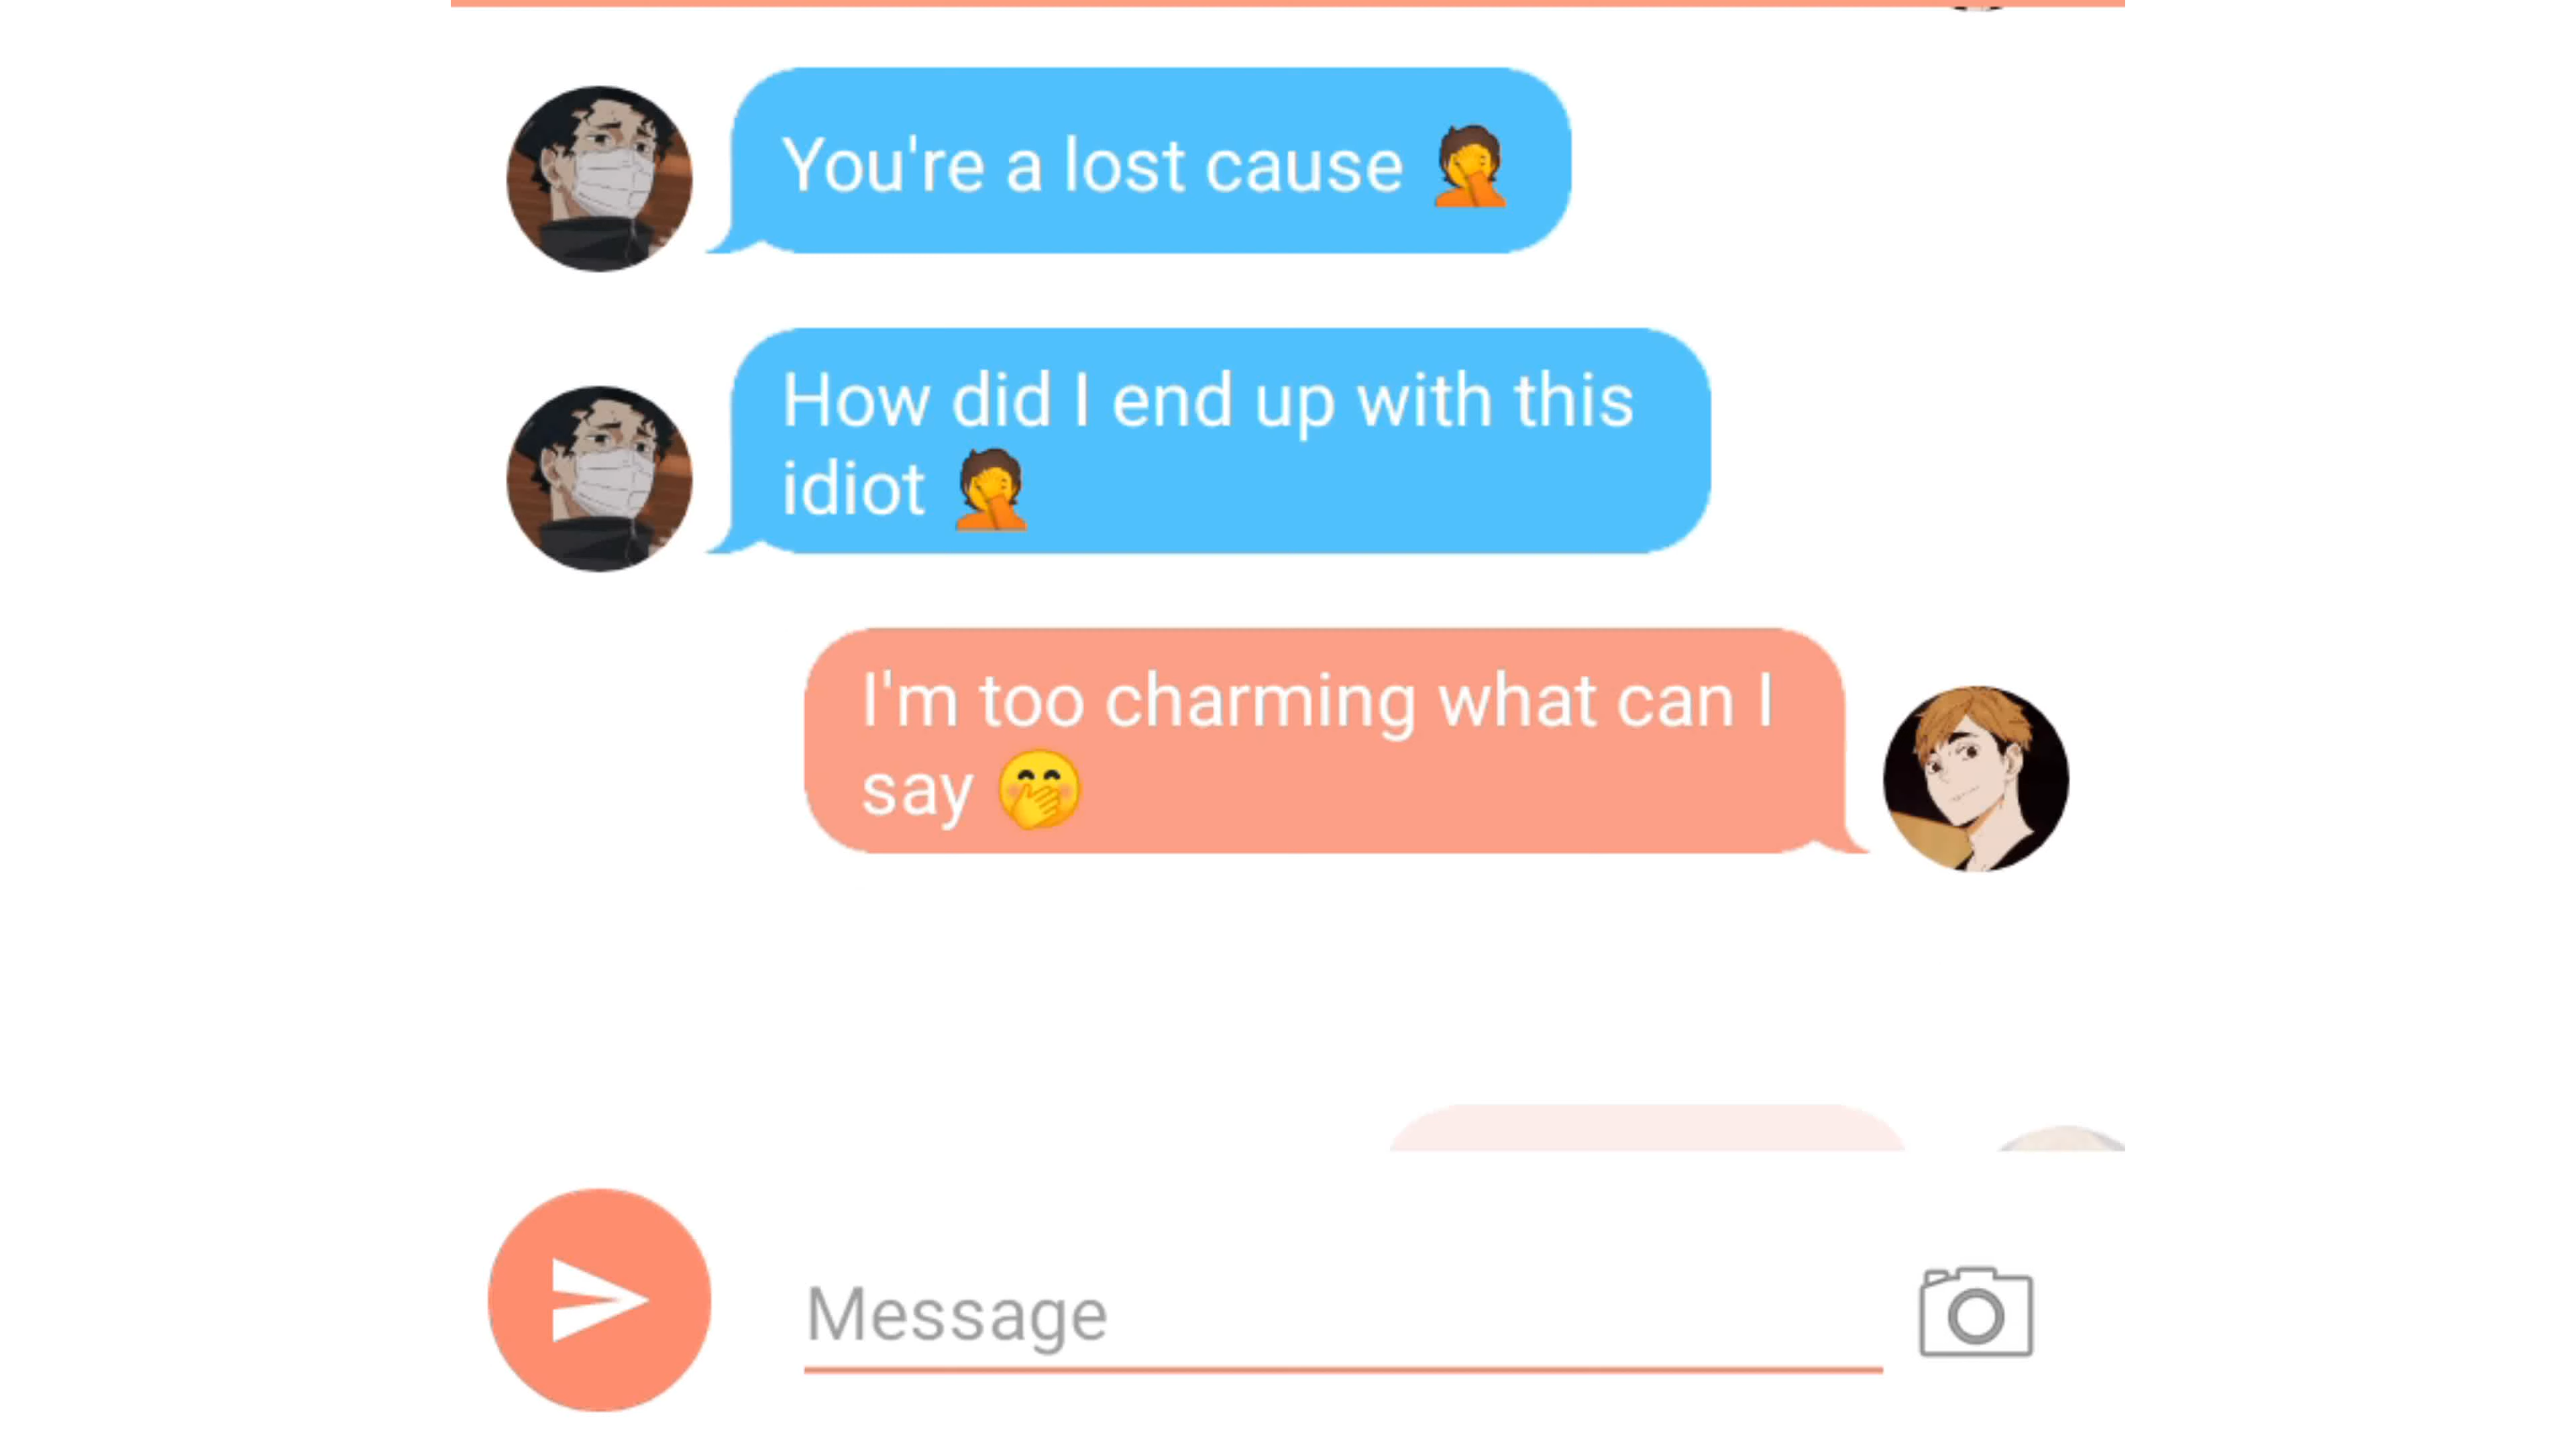 You're a lost cause 🤦
How did I end up with this
idiot 🤦
I'm too charming what can I
say 🤭
Message